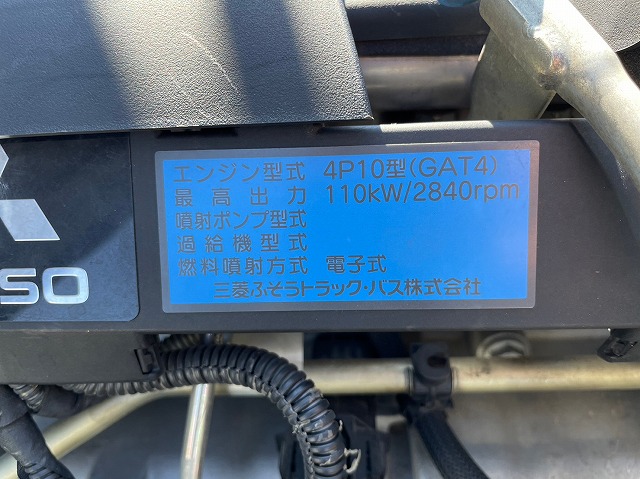 エンジン型式 4P10型(GAT4)
最高出力 110kW/2840rpm
噴射ポンプ型式
過給機型式
燃料噴射方式 電子式
三菱ふそうトラック・バス株式会社
SO